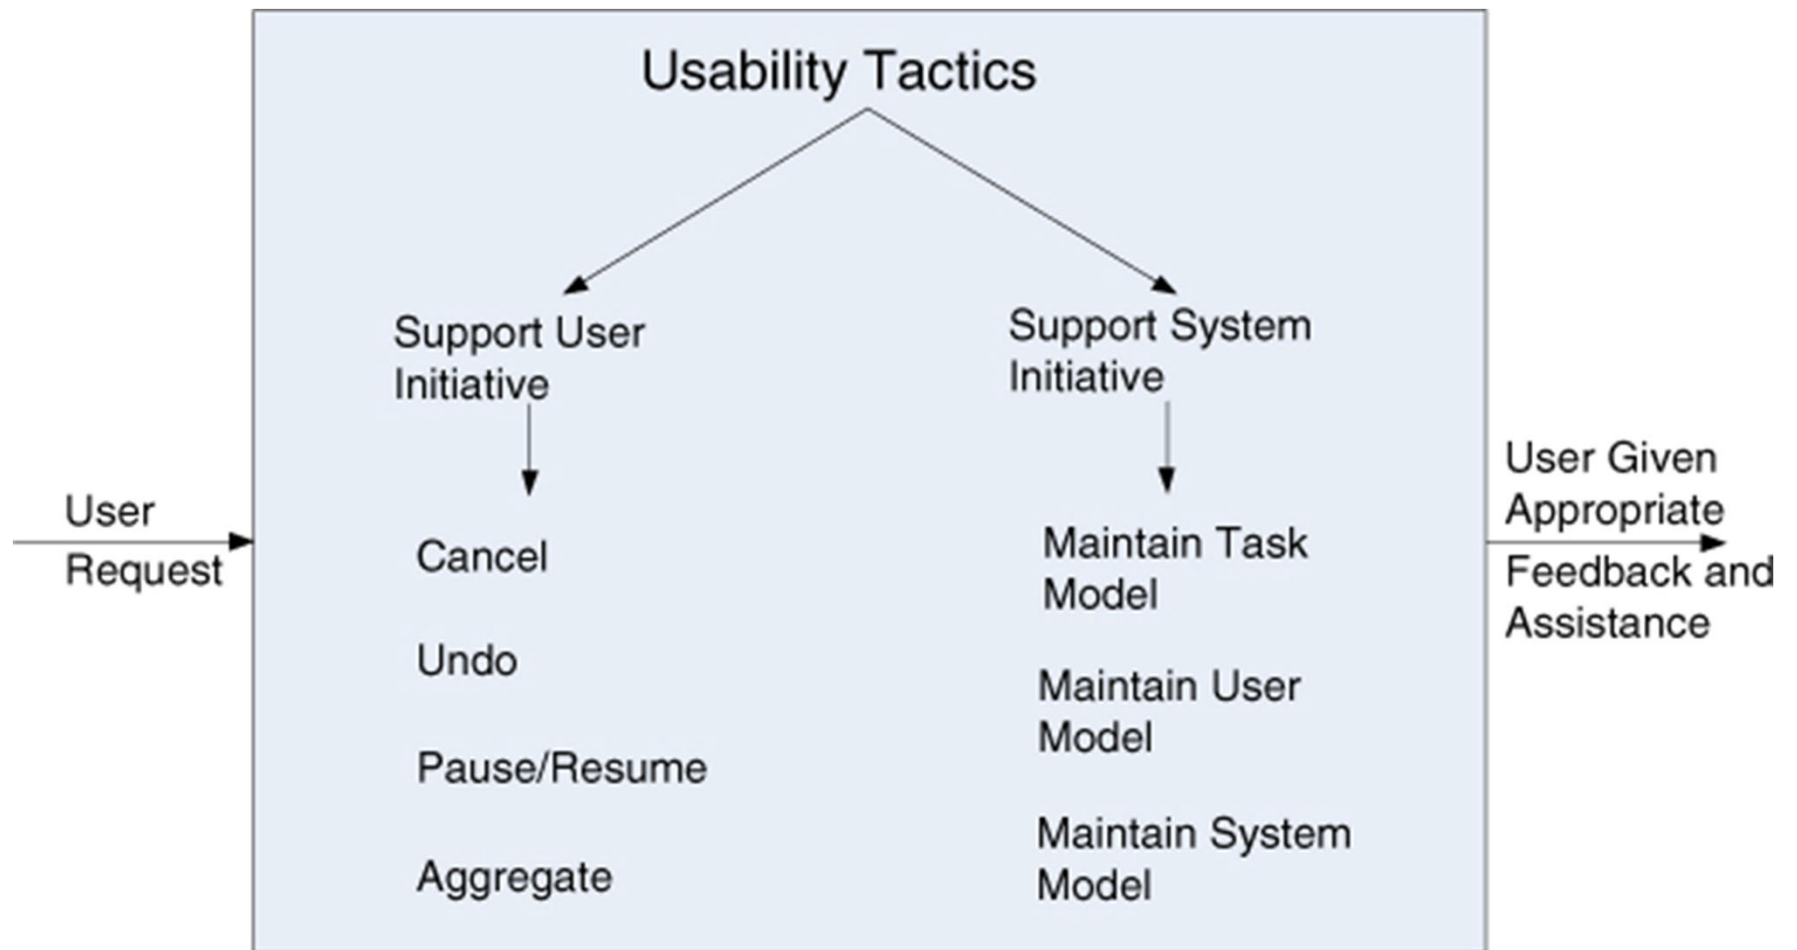 Usability Tactics
Support User
Initiative
Support System
Initiative
User
Request
Cancel
Undo
Pause/Resume
Aggregate
Maintain Task
Model
Maintain User
Model
Maintain System
Model
User Given
Appropriate
Feedback and
Assistance